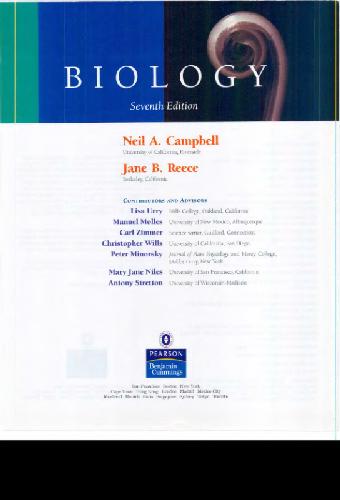 BIOLOGY
Seventh Edition
Neil A. Campbell
University of California, Riverside
Jane B. Reece
Berkeley, California
CONTRIBUTORS AND ADVISORS
Lisa Urry Mills College, Oakland, California
Manuel Molles University of New Mexico, Albuquerque
Carl Zimmer Science writer, Guilford, Connecticut
Christopher Wills University of California, San Diego
Peter Minorsky Journal of Plant Physiology and Mercy College,
Dobbs Ferry, New York
Mary Jane Niles University of San Francisco, California
Antony Stretton University of Wisconsin-Madison
PEARSON
Benjamin
Cummings
San Francisco Boston New York
Cape Town Hong Kong London Madrid Mexico City
Montreal Munich Paris Singapore Sydney Tokyo Toronto